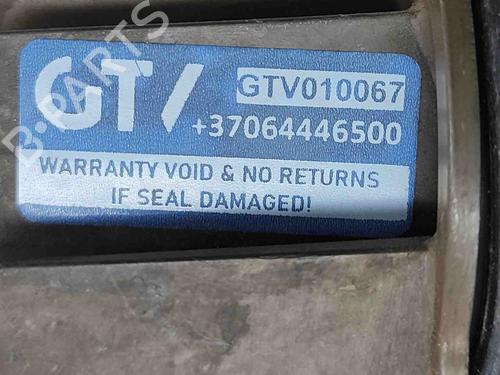 GT/
GTV010067
+37064446500
WARRANTY VOID & NO RETURNS
IF SEAL DAMAGED!
B-PARTS